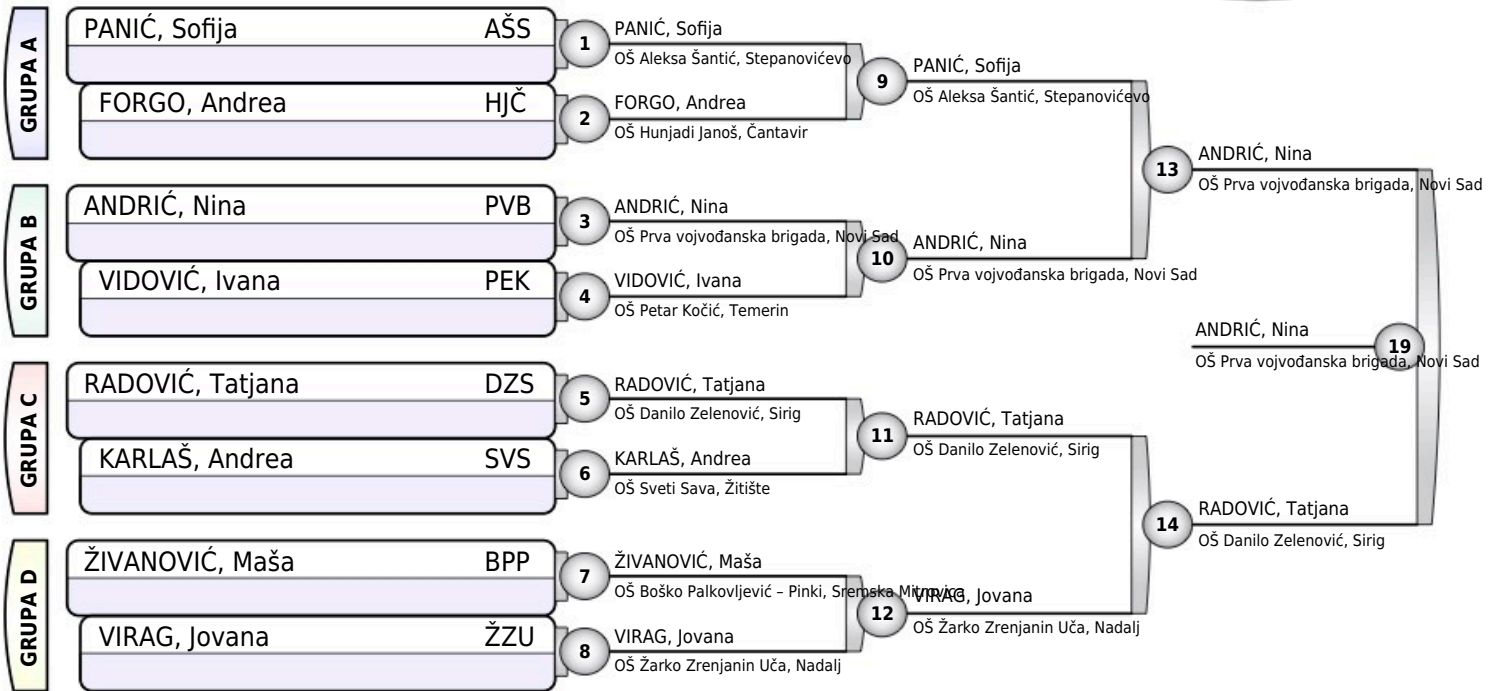 GRUPA A
PANIĆ, Sofija AŠS
FORGO, Andrea HJČ
1
PANIĆ, Sofija
OŠ Aleksa Šantić, Stepanovićevo
2
FORGO, Andrea
OŠ Hunjadi Janoš, Čantavir
9
PANIĆ, Sofija
OŠ Aleksa Šantić, Stepanovićevo
GRUPA B
ANDRIĆ, Nina PVB
VIDOVIĆ, Ivana PEK
3
ANDRIĆ, Nina
OŠ Prva vojvođanska brigada, Novi Sad
4
VIDOVIĆ, Ivana
OŠ Petar Kočić, Temerin
10
ANDRIĆ, Nina
OŠ Prva vojvođanska brigada, Novi Sad
13
ANDRIĆ, Nina
OŠ Prva vojvođanska brigada, Novi Sad
GRUPA C
RADOVIĆ, Tatjana DZS
KARLAŠ, Andrea SVS
5
RADOVIĆ, Tatjana
OŠ Danilo Zelenović, Sirig
6
KARLAŠ, Andrea
OŠ Sveti Sava, Žitište
11
RADOVIĆ, Tatjana
OŠ Danilo Zelenović, Sirig
GRUPA D
ŽIVANOVIĆ, Maša BPP
VIRAG, Jovana ŽZU
7
ŽIVANOVIĆ, Maša
OŠ Boško Palkovljević – Pinki, Sremska Mitrovica
8
VIRAG, Jovana
OŠ Žarko Zrenjanin Uča, Nadalj
12
VIRAG, Jovana
OŠ Žarko Zrenjanin Uča, Nadalj
14
RADOVIĆ, Tatjana
OŠ Danilo Zelenović, Sirig
19
ANDRIĆ, Nina
OŠ Prva vojvođanska brigada, Novi Sad